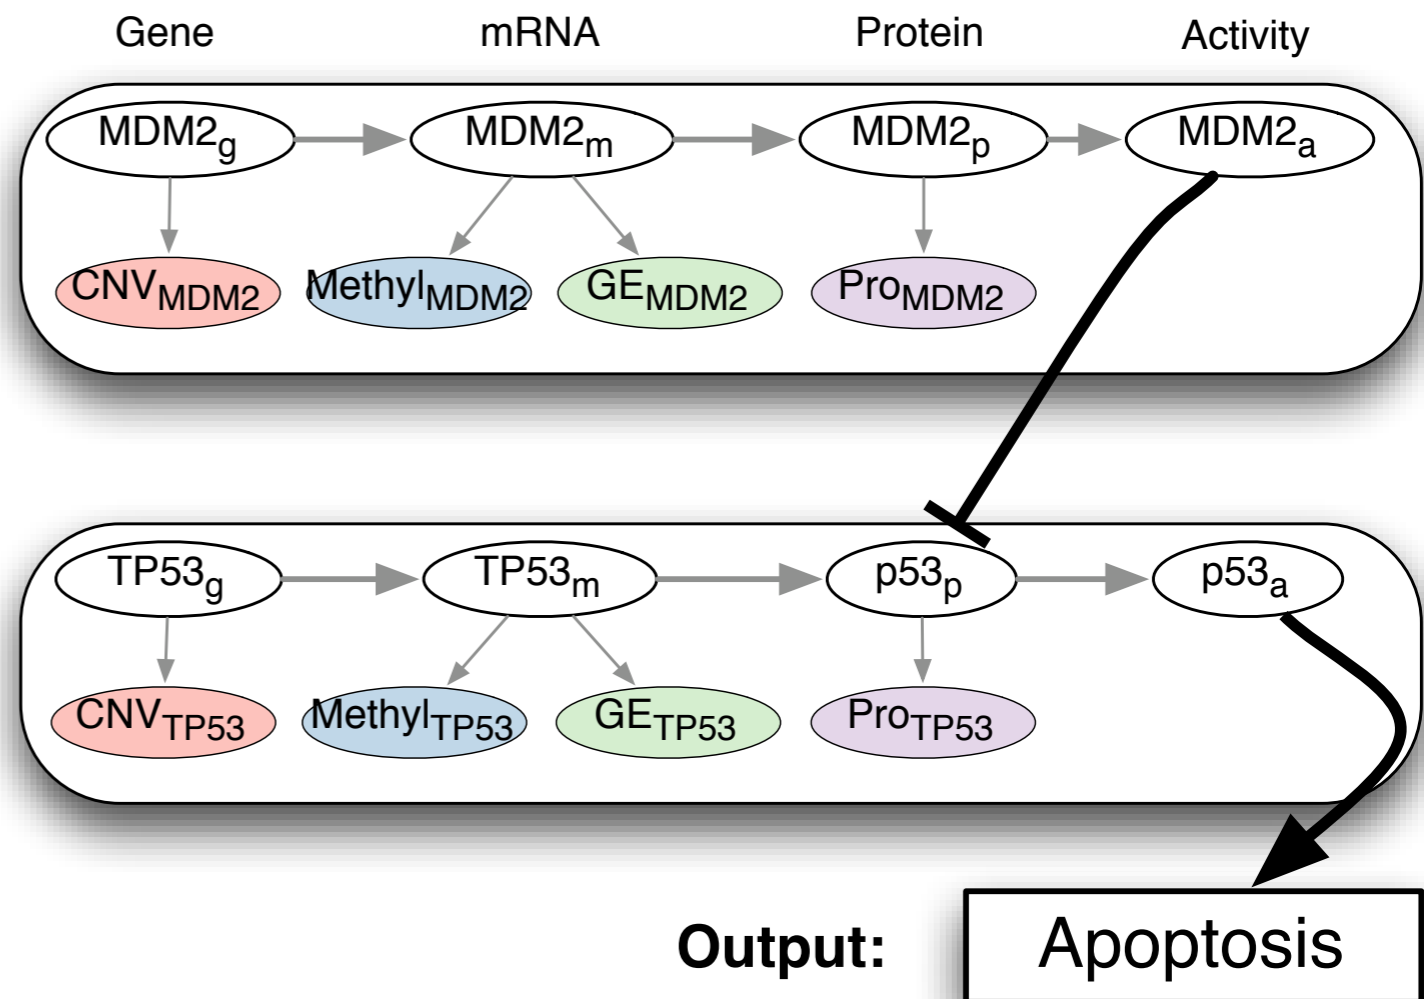 Gene mRNA Protein Activity
MDM2g MDM2m MDM2p MDM2a
CNVMDM2 MethylMDM2 GEMDM2 ProMDM2
TP53g TP53m p53p p53a
CNVTP53 MethylTP53 GETP53 ProTP53
Output: Apoptosis